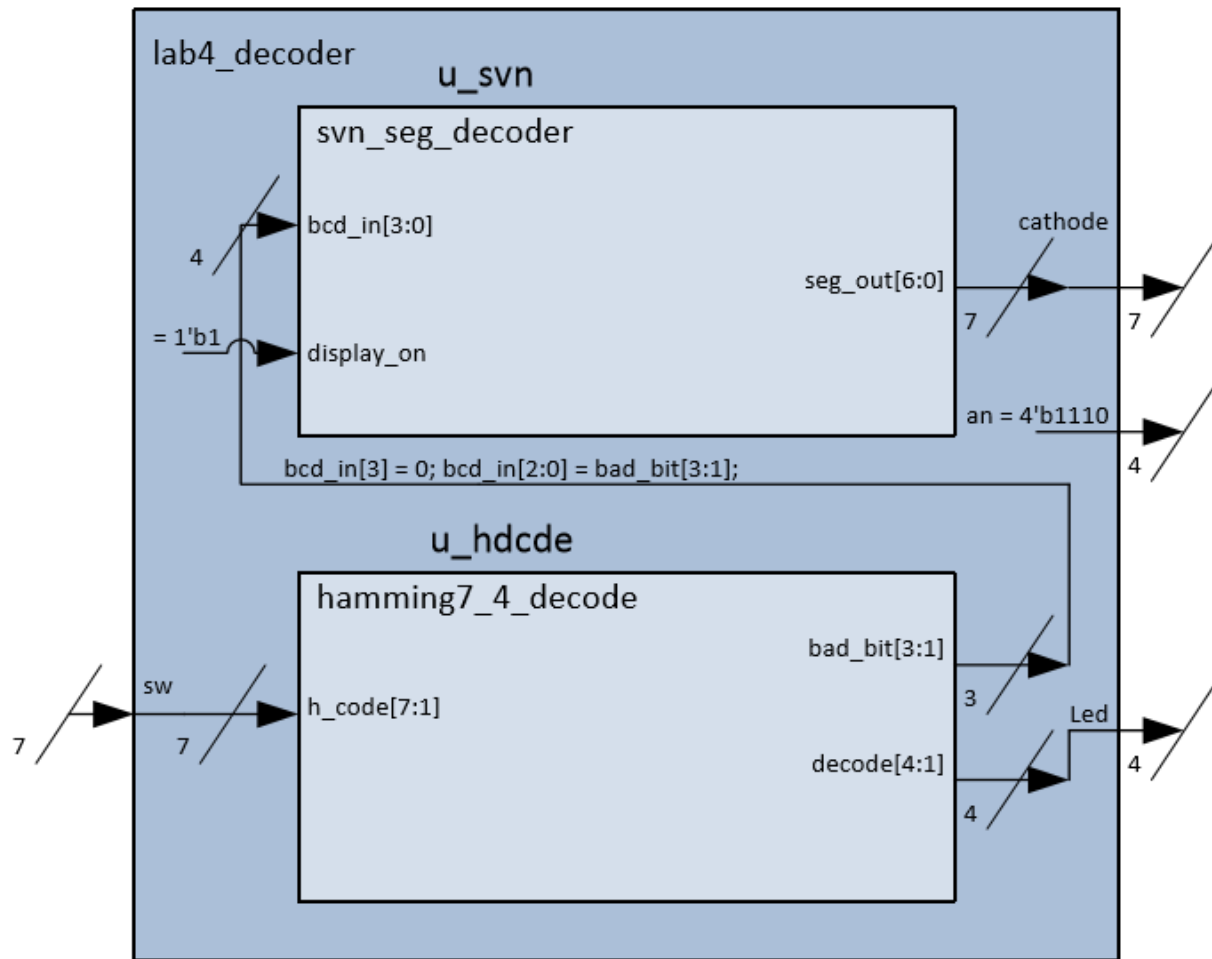 lab4_decoder
u_svn
svn_seg_decoder
bcd_in[3:0]
4
cathode
seg_out[6:0]
7
7
= 1'b1
display_on
an = 4'b1110
4
bcd_in[3] = 0; bcd_in[2:0] = bad_bit[3:1];
u_hdcde
hamming7_4_decode
bad_bit[3:1]
3
sw
h_code[7:1]
7
7
Led
decode[4:1]
4
4